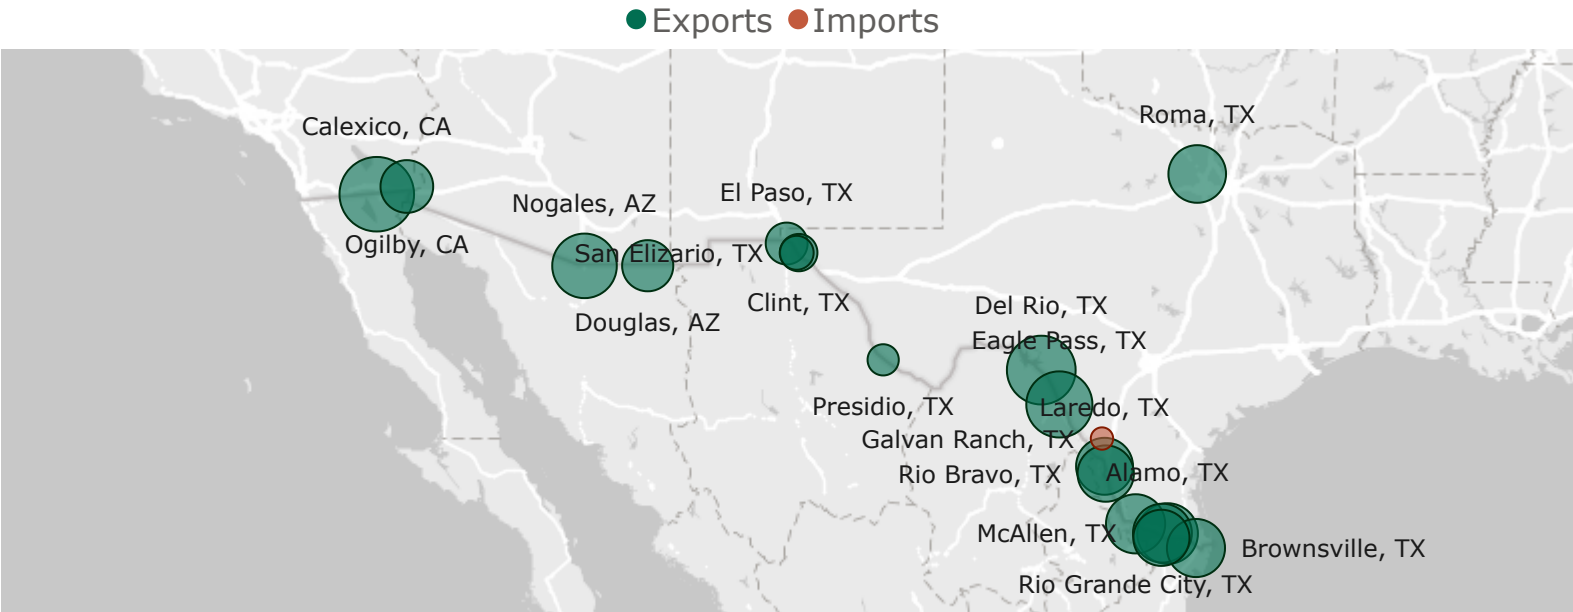 Exports Imports
Calexico, CA
Roma, TX
Nogales, AZ
El Paso, TX
Ogilby, CA
San Elizario, TX
Clint, TX
Douglas, AZ
Del Rio, TX
Eagle Pass, TX
Presidio, TX
Laredo, TX
Galvan Ranch, TX
Rio Bravo, TX
Alamo, TX
McAllen, TX
Brownsville, TX
Rio Grande City, TX